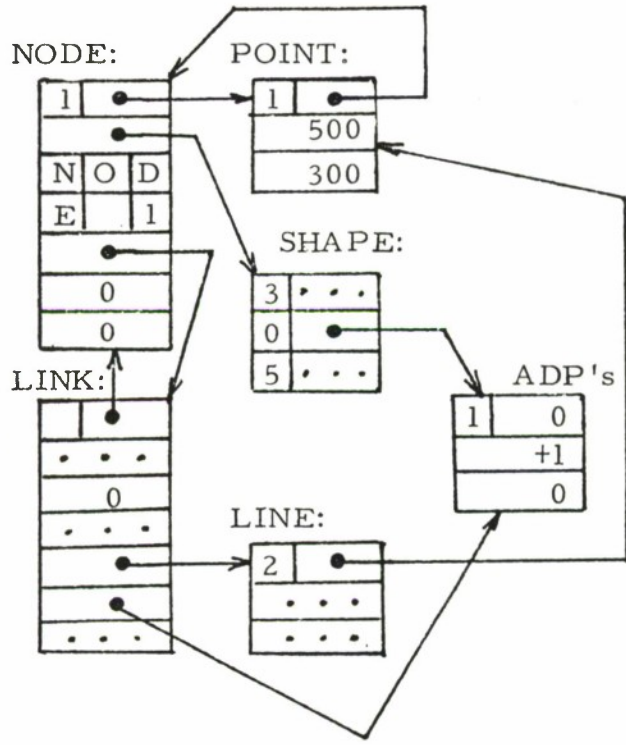 NODE: POINT:
1 1
500
N O D 300
E 1
SHAPE:
3 . . .
0 0
0 5 . . .
LINK: ADP's
1 0
. . . +1
0 0
. . . LINE:
2
. . .
. . . . . .